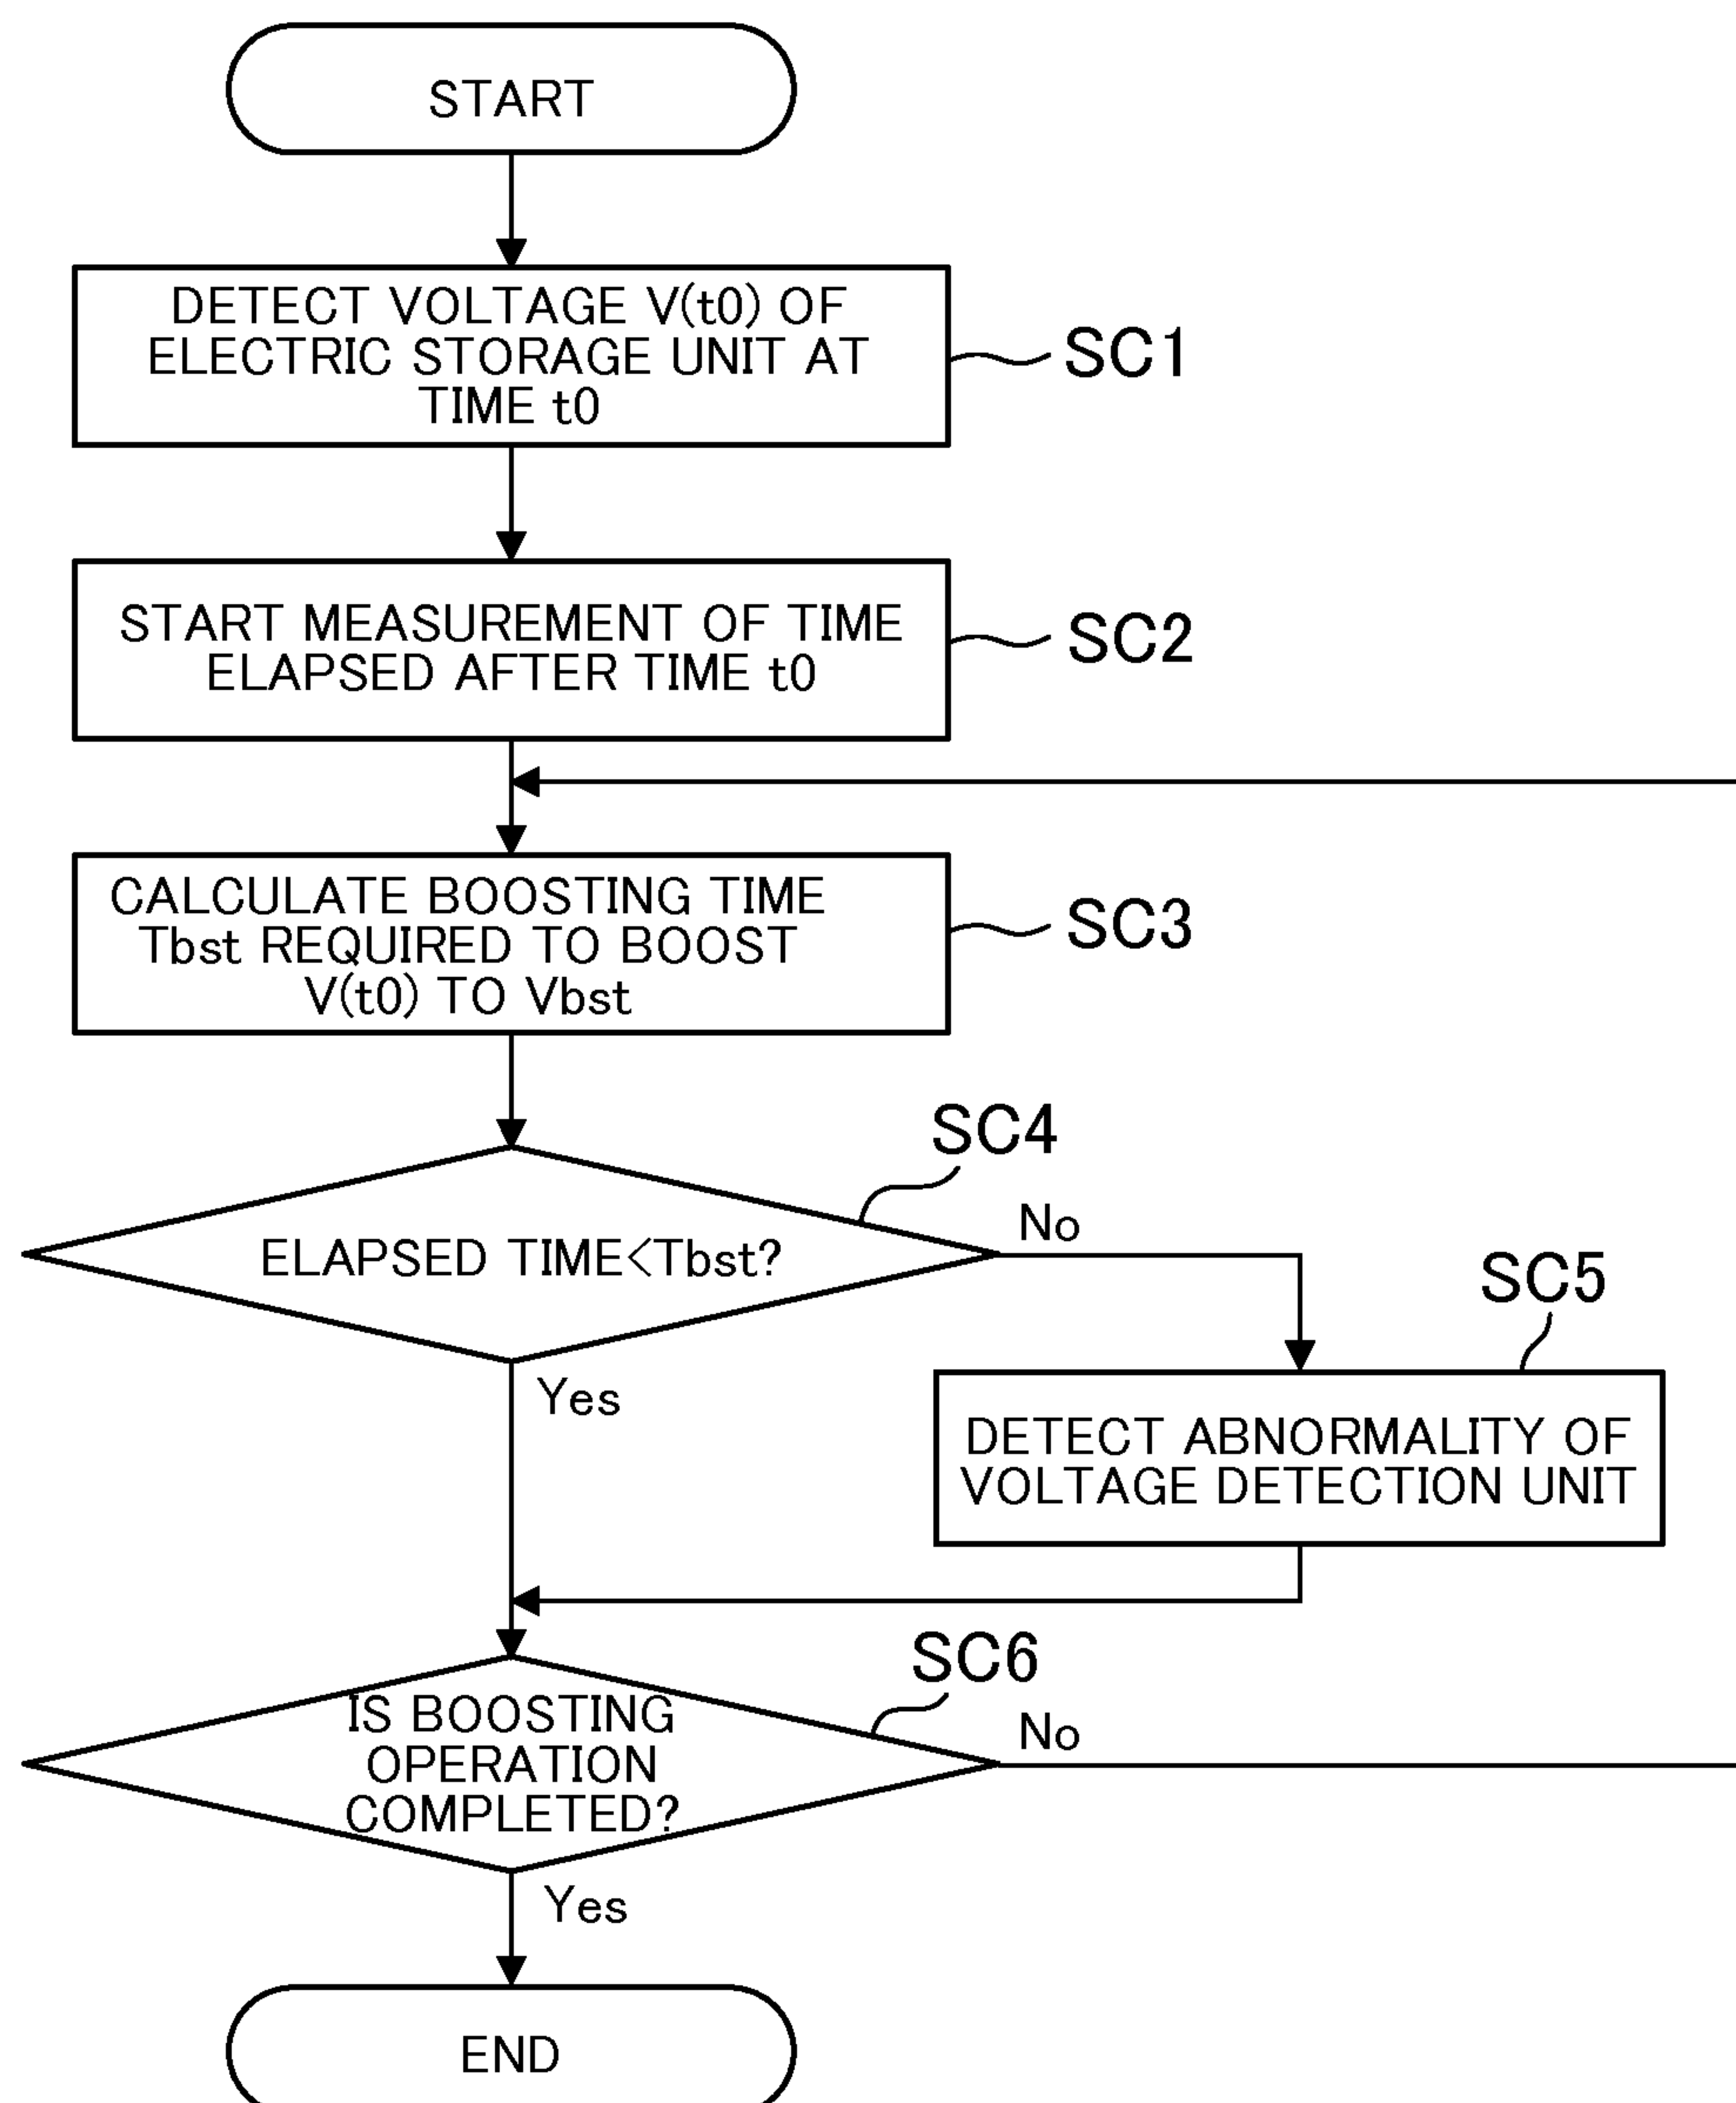 START
DETECT VOLTAGE V(t0) OF
ELECTRIC STORAGE UNIT AT
TIME t0
SC1
START MEASUREMENT OF TIME
ELAPSED AFTER TIME t0
SC2
CALCULATE BOOSTING TIME
Tbst REQUIRED TO BOOST
V(t0) TO Vbst
SC3
SC4
ELAPSED TIME<Tbst?
No
Yes
SC5
DETECT ABNORMALITY OF
VOLTAGE DETECTION UNIT
SC6
IS BOOSTING
OPERATION
COMPLETED?
No
Yes
END